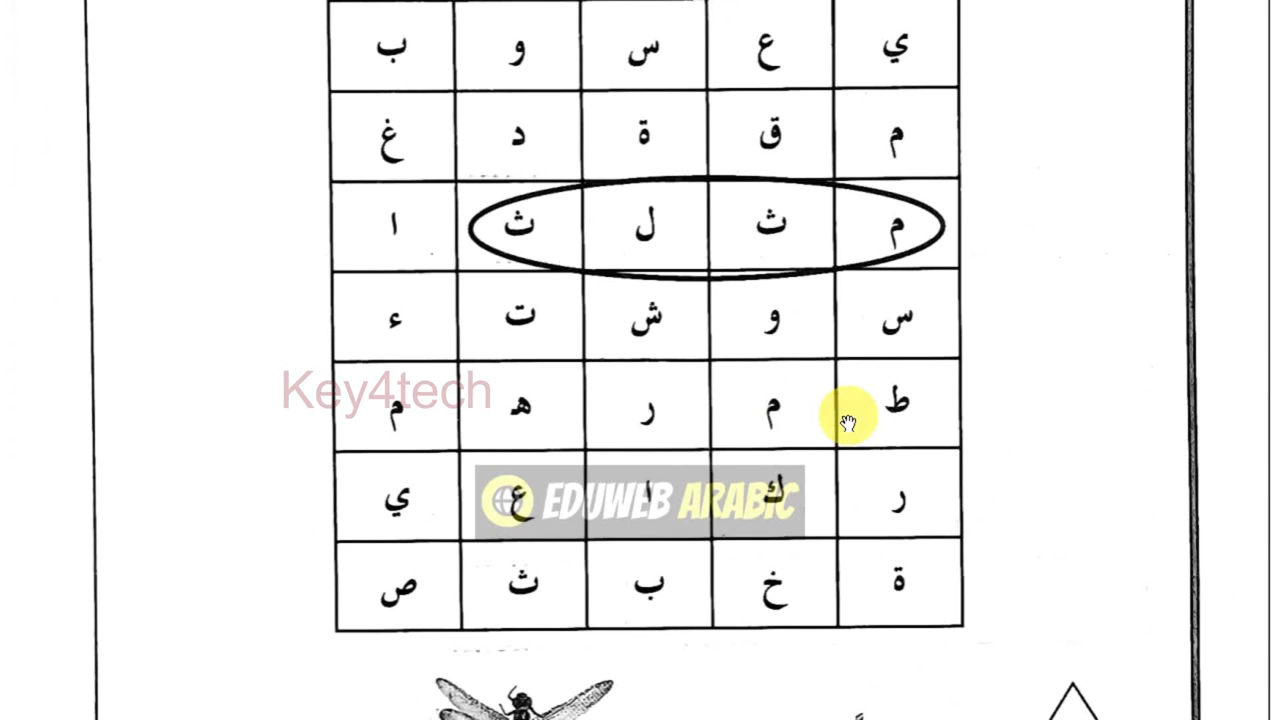 ي ع س و ب
م ق ة د غ
م ث ل ث ا
س و ش ت ء
ط م ر هـ م
ر ك ا ع ي
ة خ ب ث ص
Key4tech
EDUWEB ARABIC